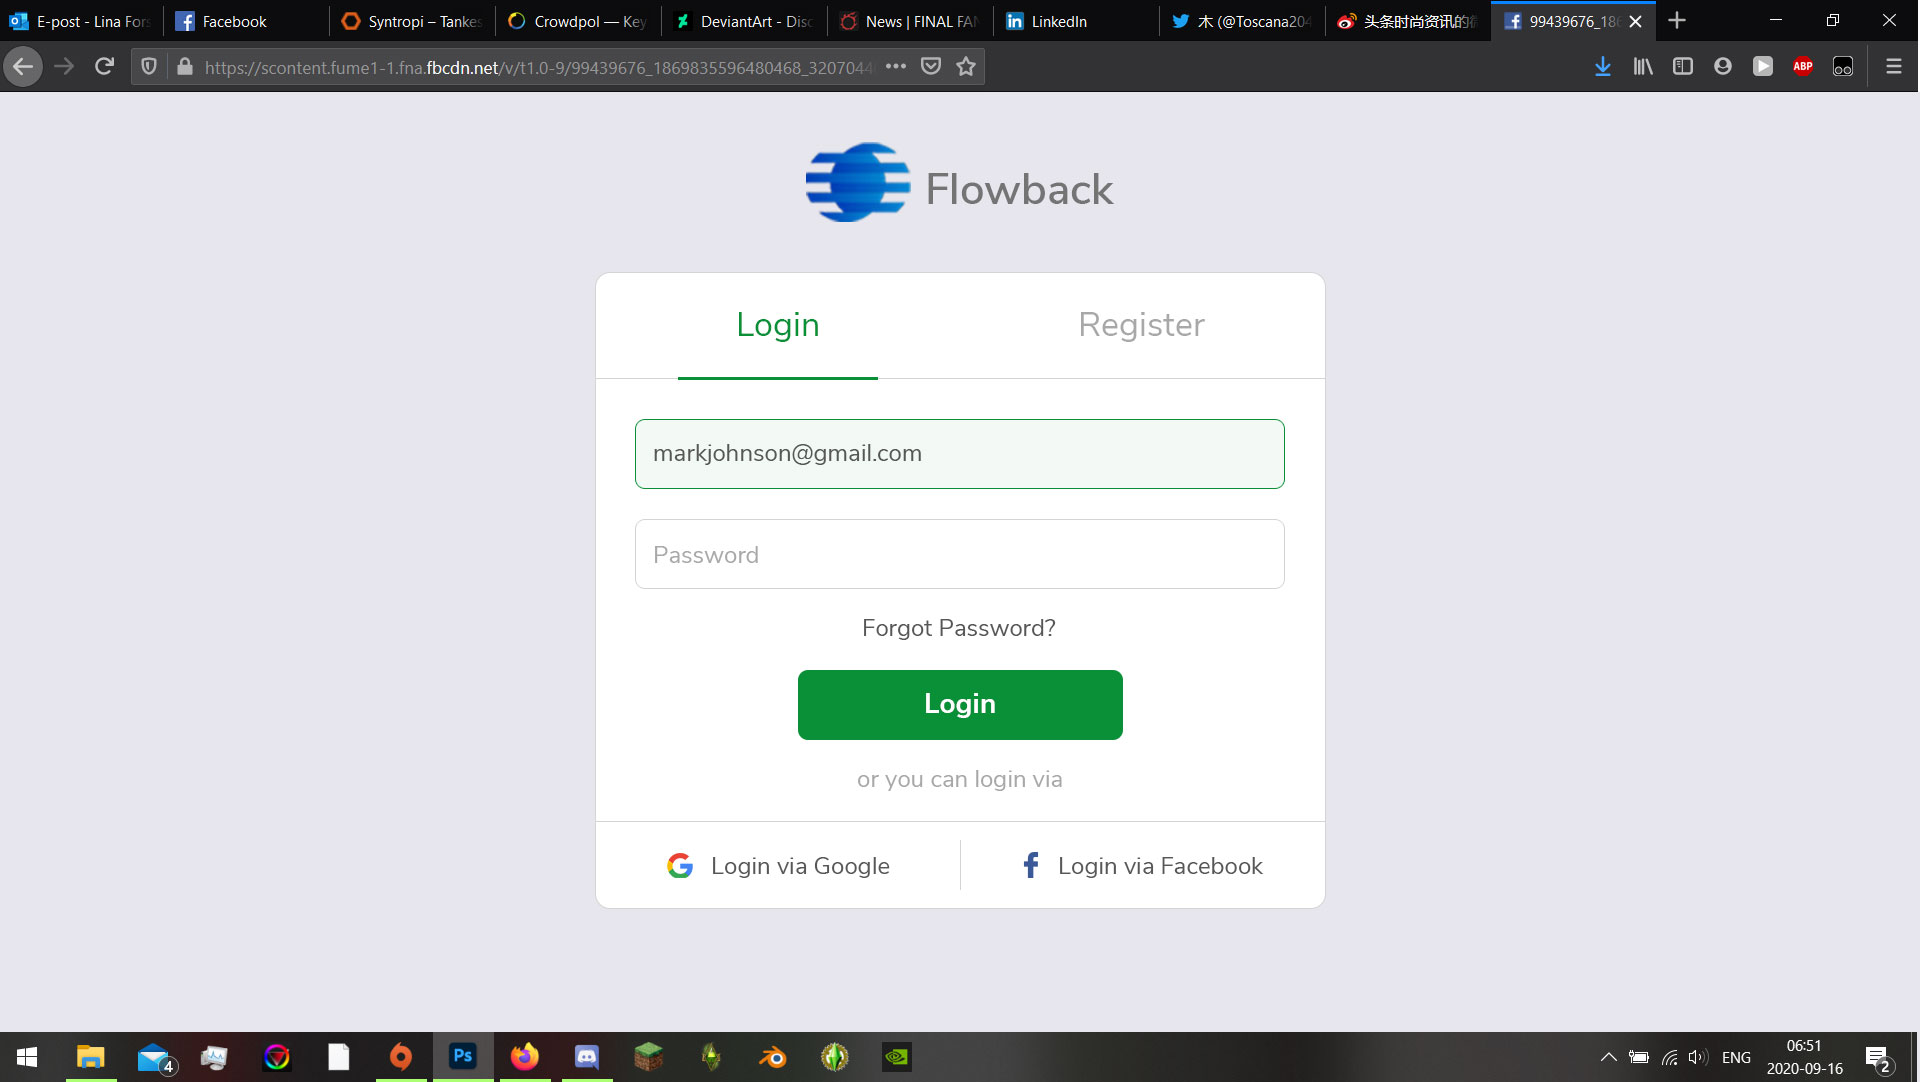 E-post - Lina Fors
Facebook
Syntropi – Tankes
Crowdpol — Key
DeviantArt - Disc
News | FINAL FAN
LinkedIn
木 (@Toscana204
头条时尚资讯的
99439676_186
https://scontent.fume1-1.fna.fbcdn.net/v/t1.0-9/99439676_1869835596480468_3207044
ABP
Flowback
Login
Register
markjohnson@gmail.com
Password
Forgot Password?
Login
or you can login via
Login via Google
Login via Facebook
4
Ps
ENG
06:51
2020-09-16
2